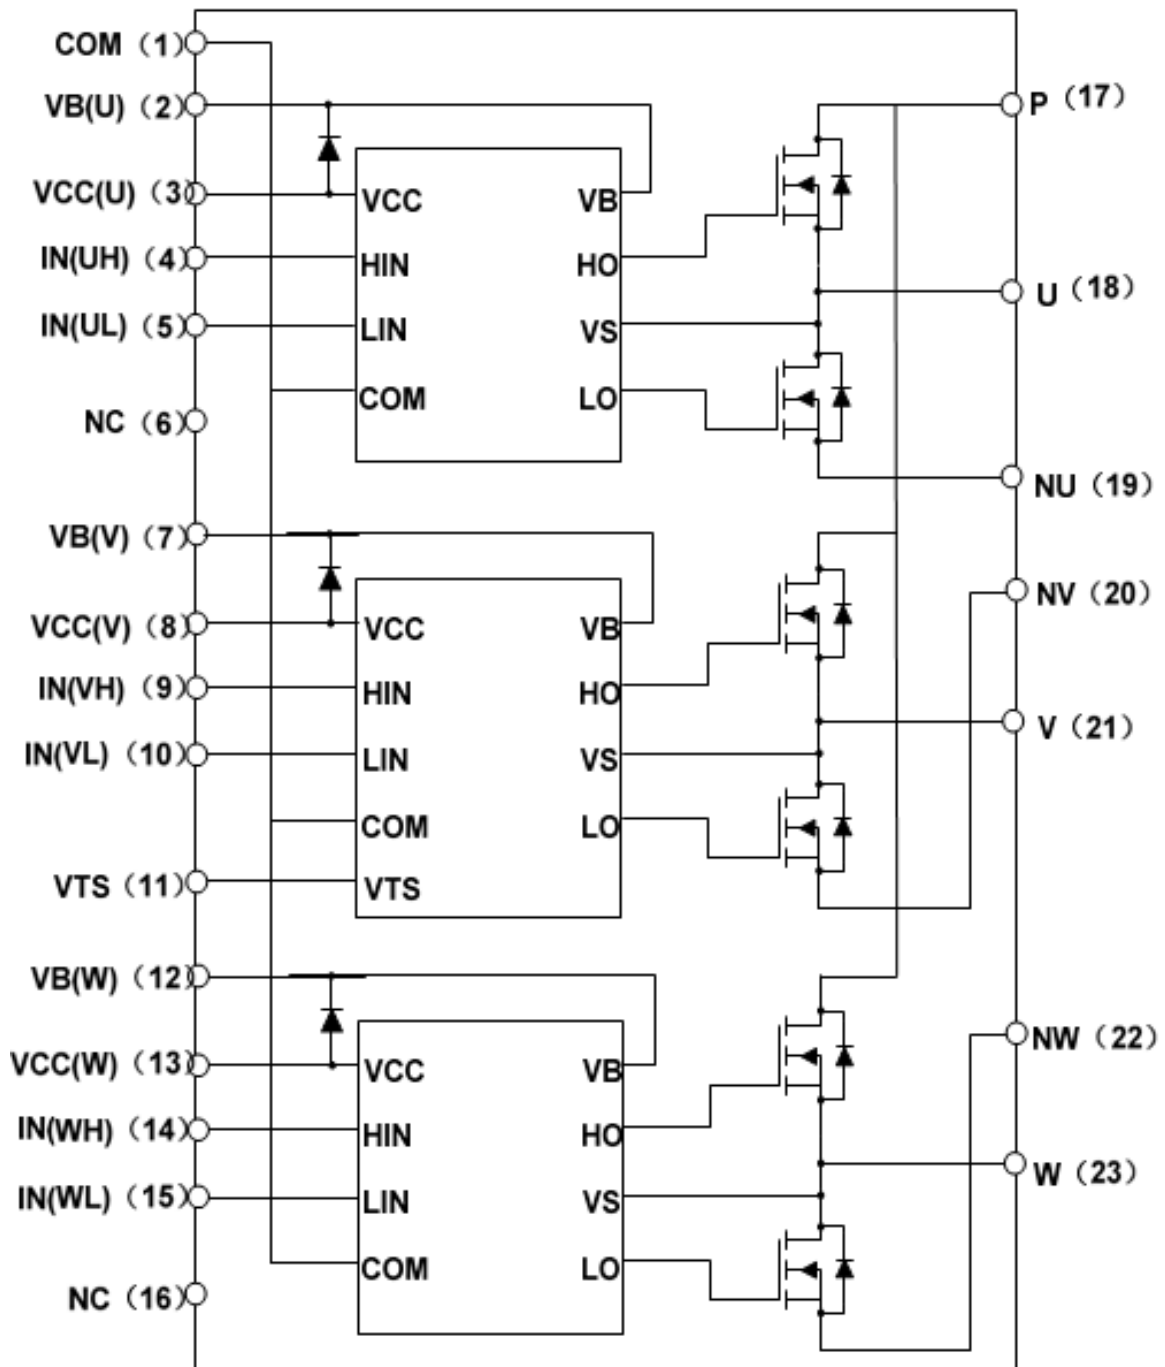 COM（1）
VB(U)（2）
P（17）
VCC(U)（3）
VCC
VB
IN(UH)（4）
HIN
HO
U（18）
IN(UL)（5）
LIN
VS
COM
LO
NC（6）
NU（19）
VB(V)（7）
NV（20）
VCC(V)（8）
VCC
VB
IN(VH)（9）
HIN
HO
V（21）
IN(VL)（10）
LIN
VS
COM
LO
VTS（11）
VTS
VB(W)（12）
NW（22）
VCC(W)（13）
VCC
VB
IN(WH)（14）
HIN
HO
W（23）
IN(WL)（15）
LIN
VS
COM
LO
NC（16）